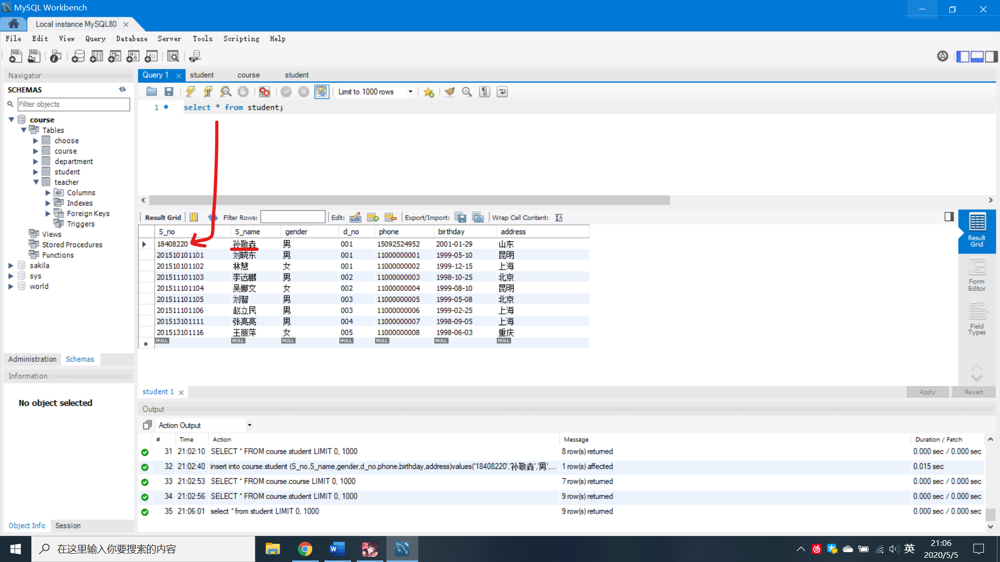 MySQL Workbench
Local instance MySQL80
File Edit View Query Database Server Tools Scripting Help
Navigator
SCHEMAS
Filter objects
course
Tables
choose
course
department
student
teacher
Columns
Indexes
Foreign Keys
Triggers
Views
Stored Procedures
Functions
sakila
sys
world
Administration Schemas
Information
No object selected
Object Info Session
Query 1 student course student
Limit to 1000 rows
1 select * from student;
Result Grid Filter Rows: Edit: Export/Import: Wrap Cell Content:
S_no S_name gender d_no phone birthday address
18408220 孙敬垚 男 001 15092524952 2001-01-29 山东
201510101101 刘晓东 男 001 11000000001 1999-05-10 昆明
201510101102 林慧 女 001 11000000002 1999-12-15 上海
201511101103 李远鹏 男 002 11000000003 1998-10-25 北京
201511101104 吴娜文 女 002 11000000004 1999-08-10 昆明
201511101105 刘智 男 003 11000000005 1999-05-08 北京
201511101106 赵立民 男 003 11000000006 1999-02-25 上海
201513101111 张亮亮 男 004 11000000007 1998-09-05 上海
201513101116 王丽萍 女 005 11000000008 1998-06-03 重庆
NULL NULL NULL NULL NULL NULL NULL
Result Grid
Form Editor
Field Types
student 1
Apply Revert
Output
Action Output
# Time Action Message Duration / Fetch
31 21:02:10 SELECT * FROM course.student LIMIT 0, 1000 8 row(s) returned 0.000 sec / 0.000 sec
32 21:02:40 insert into course.student (S_no,S_name,gender,d_no,phone,birthday,address)values('18408220','孙敬垚','男',... 1 row(s) affected 0.015 sec
33 21:02:53 SELECT * FROM course.course LIMIT 0, 1000 7 row(s) returned 0.000 sec / 0.000 sec
34 21:02:56 SELECT * FROM course.student LIMIT 0, 1000 9 row(s) returned 0.000 sec / 0.000 sec
35 21:06:01 select * from student LIMIT 0, 1000 9 row(s) returned 0.000 sec / 0.000 sec
在这里输入你要搜索的内容
英
21:06
2020/5/5